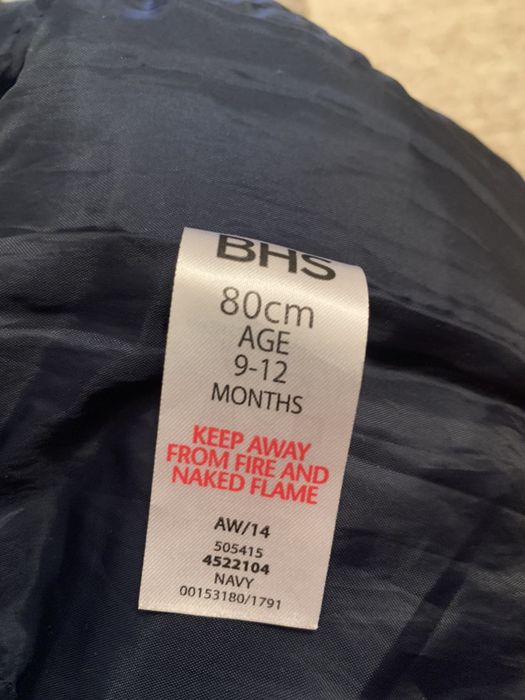 BHS
80cm
AGE
9-12
MONTHS
KEEP AWAY
FROM FIRE AND
NAKED FLAME
AW/14
505415
4522104
NAVY
00153180/1791